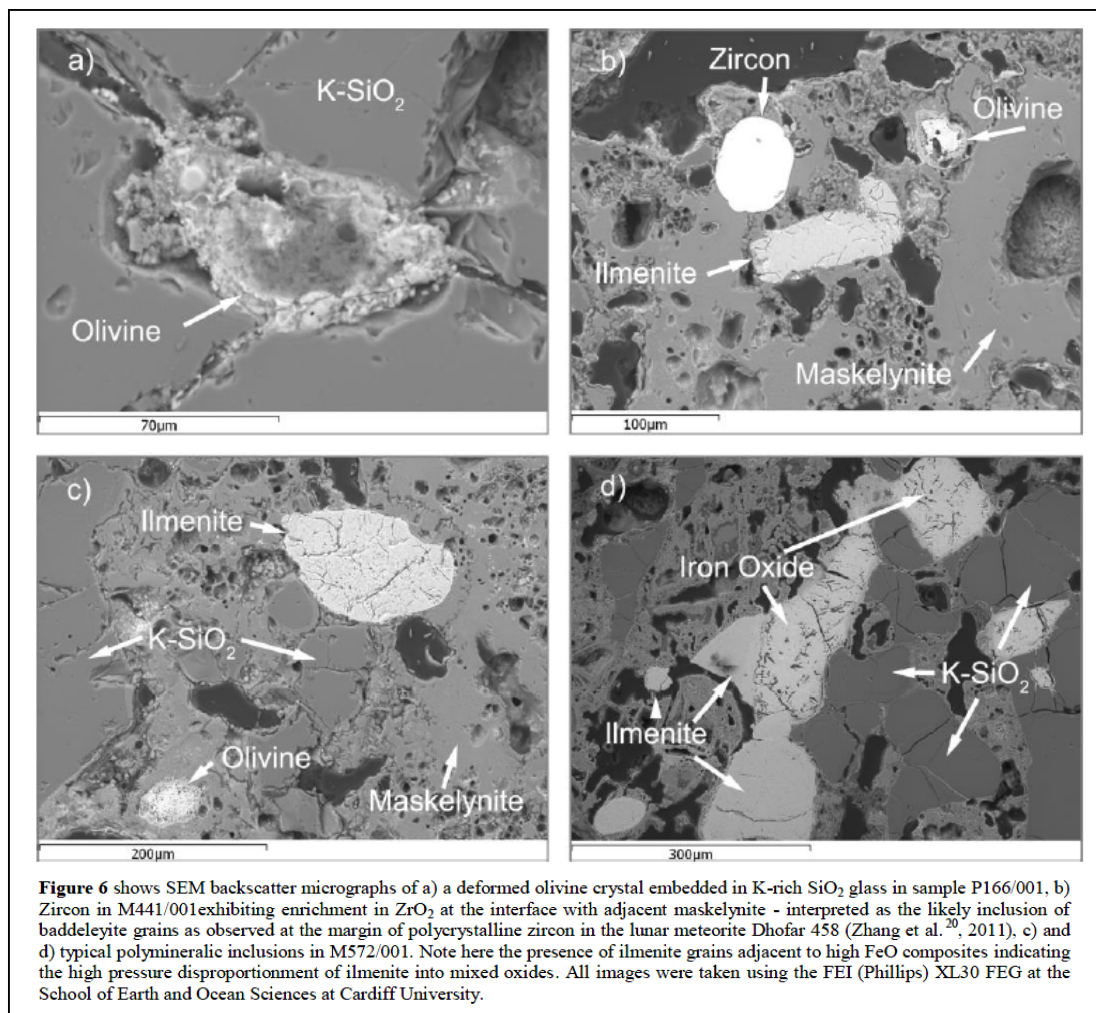 a)
K-SiO₂
Olivine
70µm
b)
Zircon
Olivine
Ilmenite
Maskelynite
100µm
c)
Ilmenite
K-SiO₂
Olivine
Maskelynite
200µm
d)
Iron Oxide
K-SiO₂
Ilmenite
300µm
Figure 6 shows SEM backscatter micrographs of a) a deformed olivine crystal embedded in K-rich SiO₂ glass in sample P166/001, b)
Zircon in M441/001exhibiting enrichment in ZrO₂ at the interface with adjacent maskelynite - interpreted as the likely inclusion of
baddeleyite grains as observed at the margin of polycrystalline zircon in the lunar meteorite Dhofar 458 (Zhang et al.²⁰, 2011), c) and
d) typical polymineralic inclusions in M572/001. Note here the presence of ilmenite grains adjacent to high FeO composites indicating
the high pressure disproportionment of ilmenite into mixed oxides. All images were taken using the FEI (Phillips) XL30 FEG at the
School of Earth and Ocean Sciences at Cardiff University.